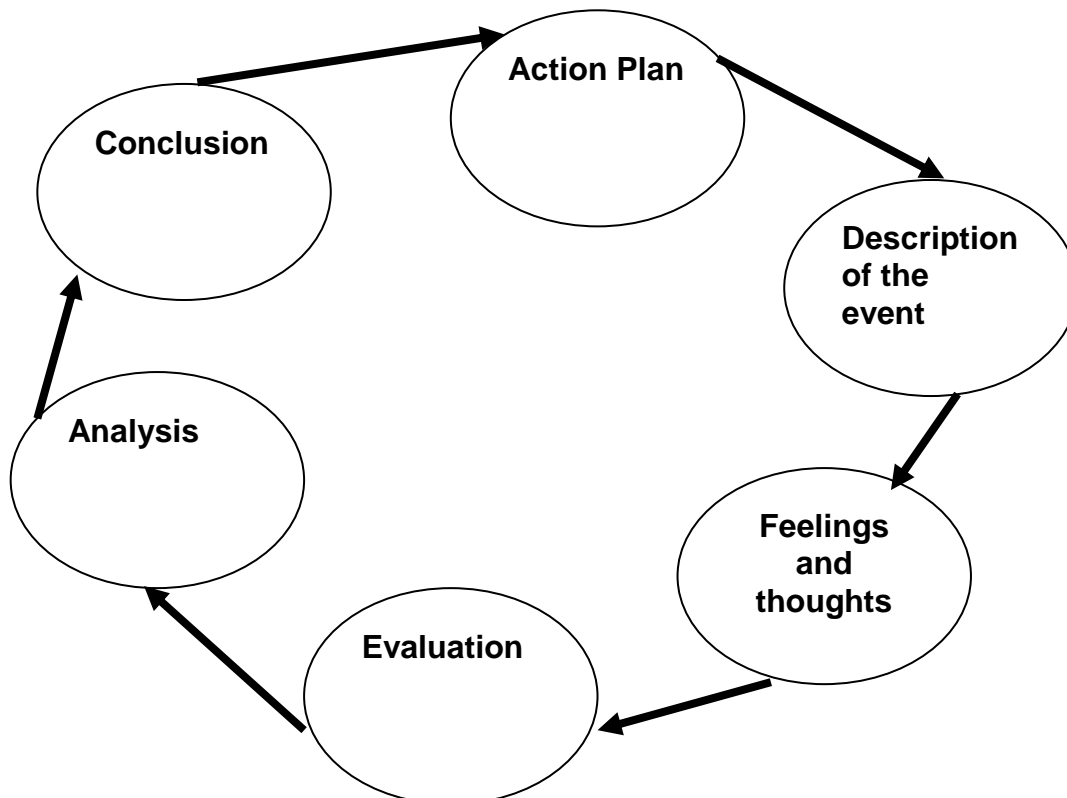 Action Plan
Conclusion
Description
of the
event
Analysis
Feelings
and
thoughts
Evaluation